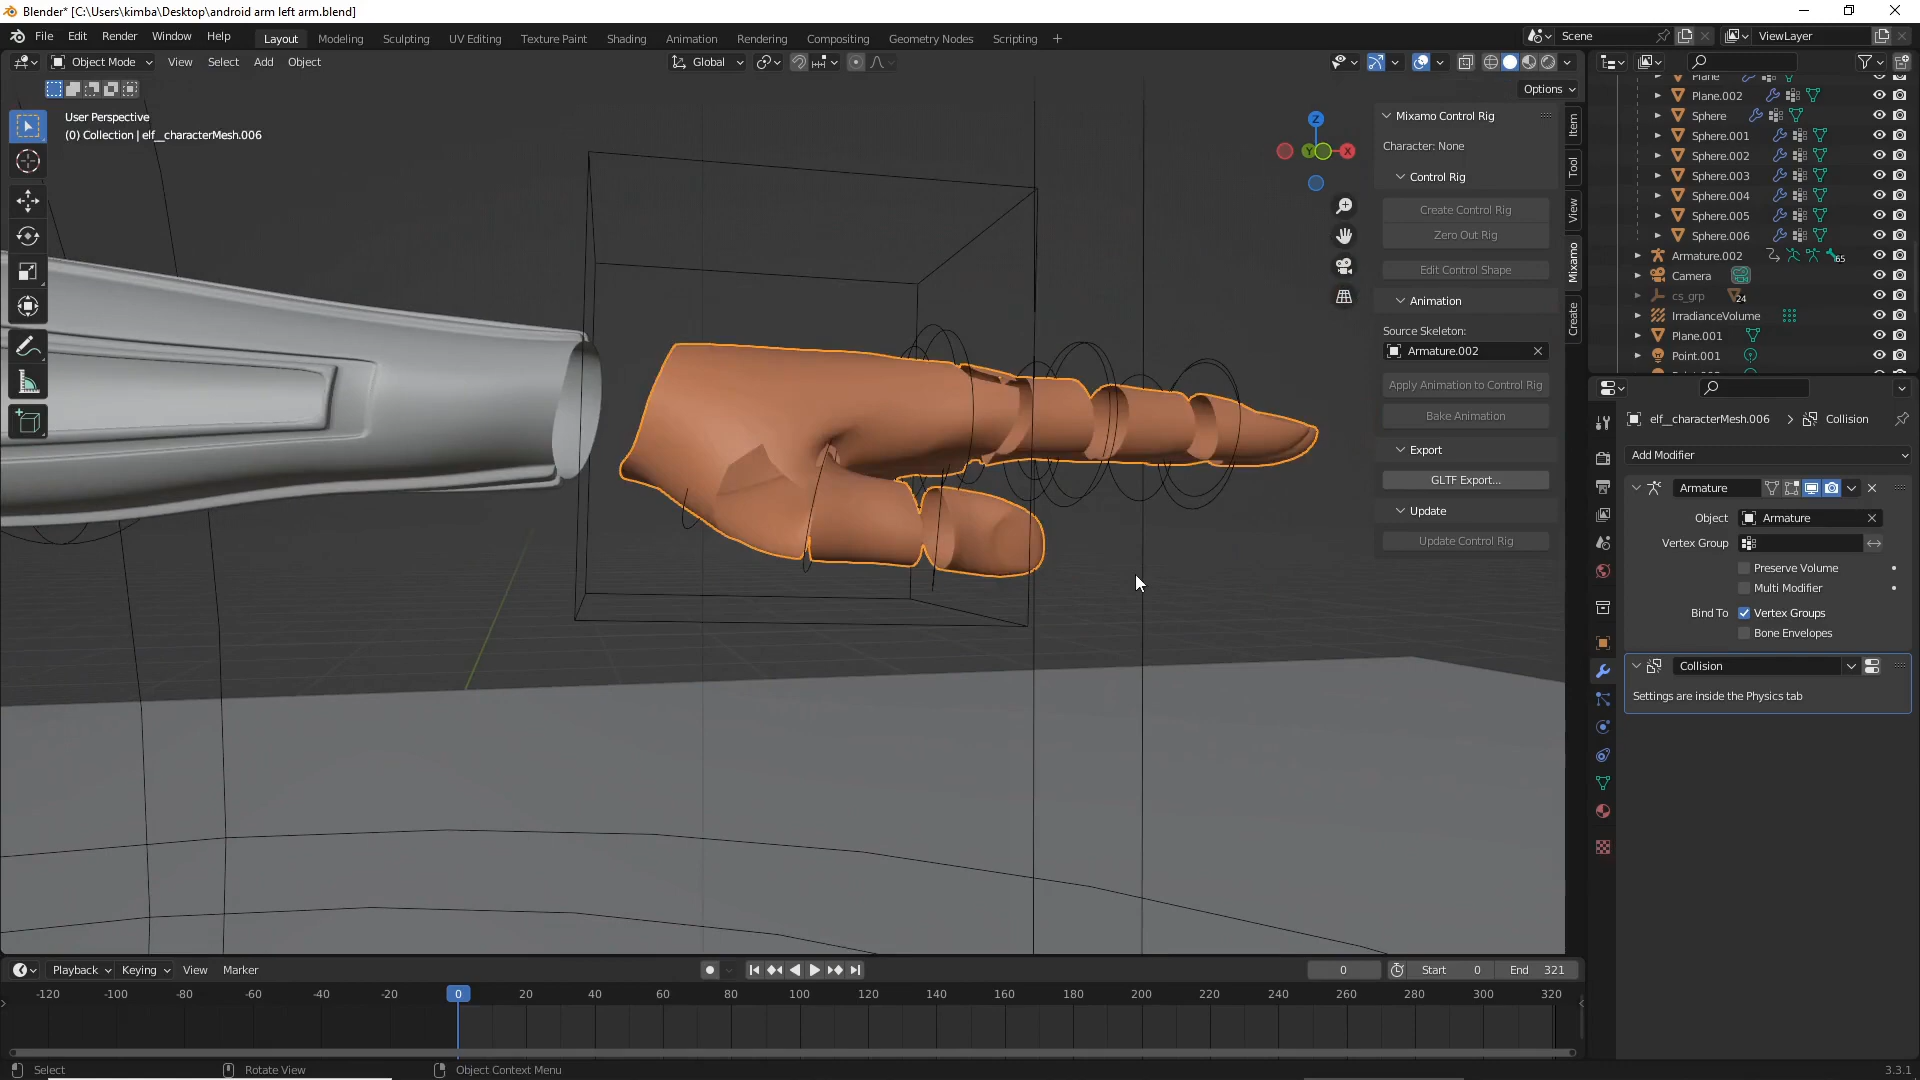 Blender* [C:\Users\kimba\Desktop\android arm left arm.blend]
File Edit Render Window Help
Layout Modeling Sculpting UV Editing Texture Paint Shading Animation Rendering Compositing Geometry Nodes Scripting +
Scene
ViewLayer
Object Mode View Select Add Object
Global
Options
User Perspective
(0) Collection | elf__characterMesh.006
Z
Y
X
Mixamo Control Rig
Character: None
Control Rig
Create Control Rig
Zero Out Rig
Edit Control Shape
Animation
Source Skeleton:
Armature.002
Apply Animation to Control Rig
Bake Animation
Export
GLTF Export...
Update
Update Control Rig
Item
Tool
View
Mixamo
Create
Plane
Plane.002
Sphere
Sphere.001
Sphere.002
Sphere.003
Sphere.004
Sphere.005
Sphere.006
Armature.002 65
Camera
cs_grp 24
IrradianceVolume
Plane.001
Point.001
elf__characterMesh.006 > Collision
Add Modifier
Armature
Object Armature
Vertex Group
Preserve Volume
Multi Modifier
Bind To Vertex Groups
Bone Envelopes
Collision
Settings are inside the Physics tab
Playback Keying View Marker
0 Start 0 End 321
-120 -100 -80 -60 -40 -20 0 20 40 60 80 100 120 140 160 180 200 220 240 260 280 300 320
Select Rotate View Object Context Menu 3.3.1